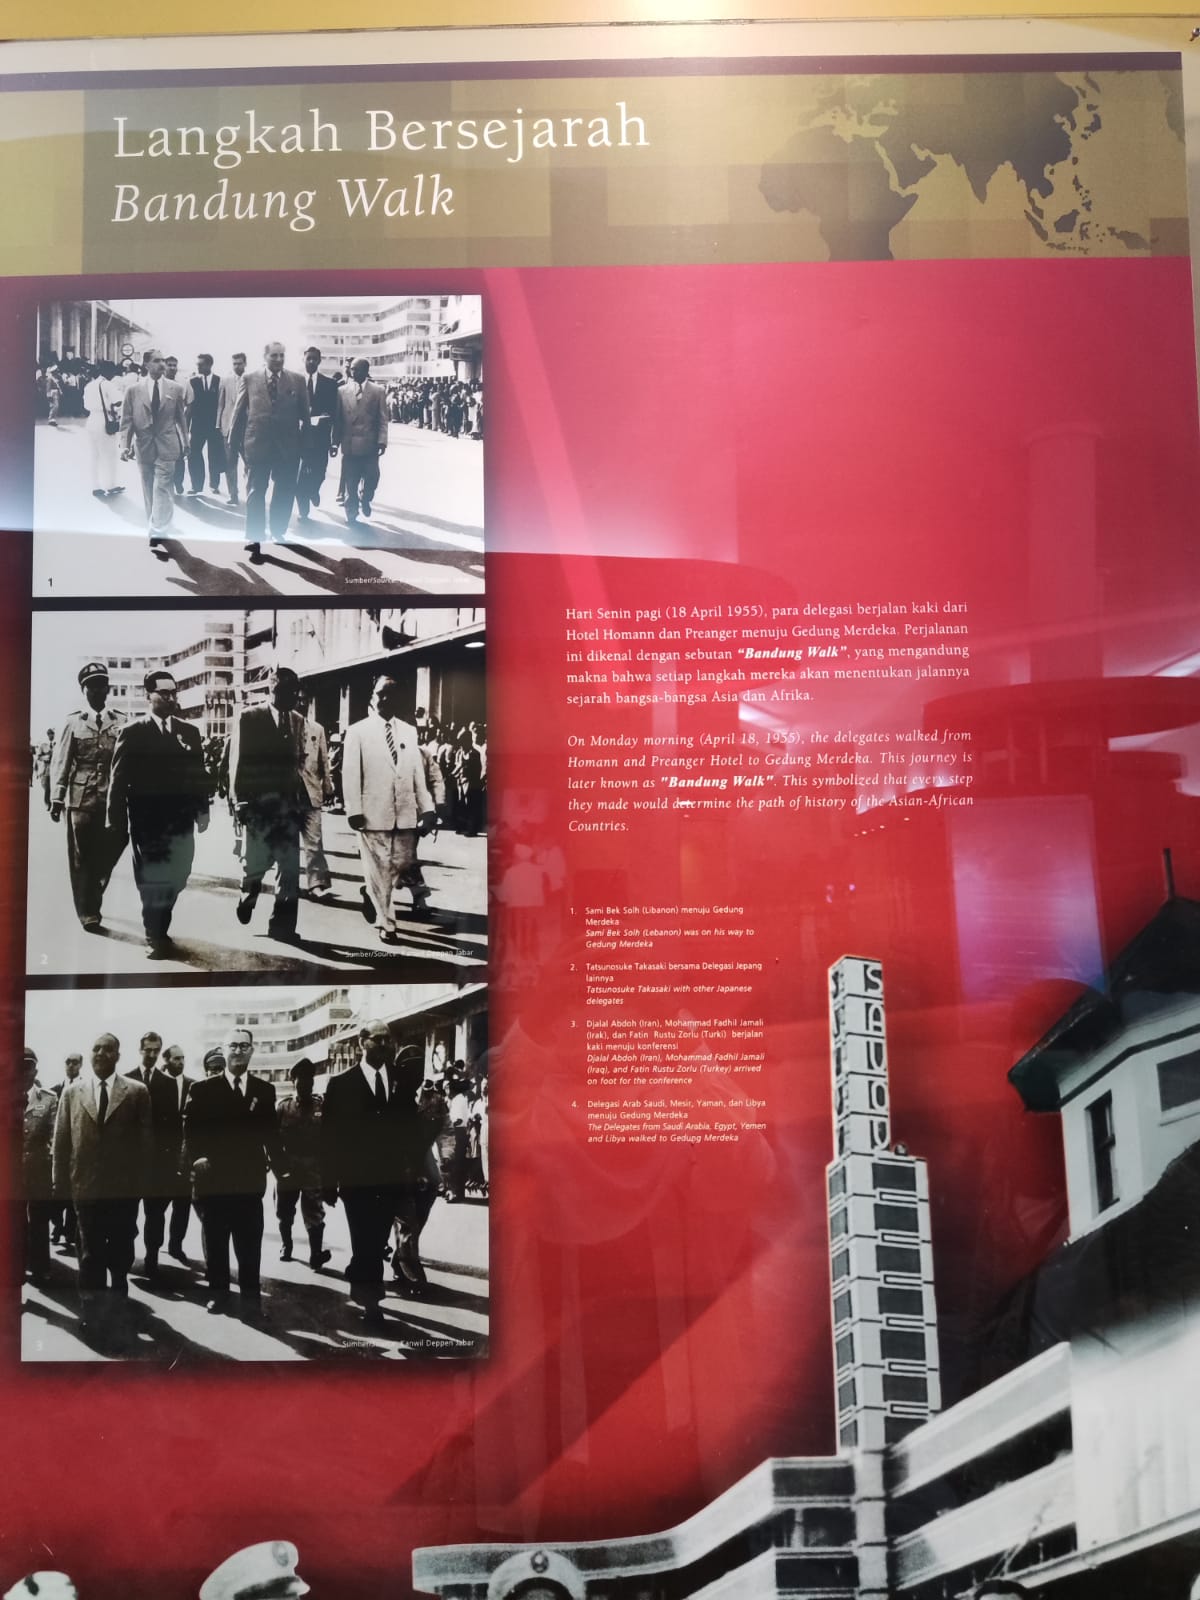 Langkah Bersejarah
Bandung Walk
1
Sumber/Source: Kanwil Deppen Jabar
2
Sumber/Source: Kanwil Deppen Jabar
3
Sumber/Source: Kanwil Deppen Jabar
Hari Senin pagi (18 April 1955), para delegasi berjalan kaki dari
Hotel Homann dan Preanger menuju Gedung Merdeka. Perjalanan
ini dikenal dengan sebutan “Bandung Walk”, yang mengandung
makna bahwa setiap langkah mereka akan menentukan jalannya
sejarah bangsa-bangsa Asia dan Afrika.
On Monday morning (April 18, 1955), the delegates walked from
Homann and Preanger Hotel to Gedung Merdeka. This journey is
later known as "Bandung Walk". This symbolized that every step
they made would determine the path of history of the Asian-African
Countries.
1. Sami Bek Solh (Libanon) menuju Gedung
Merdeka
Sami Bek Solh (Lebanon) was on his way to
Gedung Merdeka
2. Tatsunosuke Takasaki bersama Delegasi Jepang
lainnya
Tatsunosuke Takasaki with other Japanese
delegates
3. Djalal Abdoh (Iran), Mohammad Fadhil Jamali
(Irak), dan Fatin Rustu Zorlu (Turki) berjalan
kaki menuju konferensi
Djalal Abdoh (Iran), Mohammad Fadhil Jamali
(Iraq), and Fatin Rustu Zorlu (Turkey) arrived
on foot for the conference
4. Delegasi Arab Saudi, Mesir, Yaman, dan Libya
menuju Gedung Merdeka
The Delegates from Saudi Arabia, Egypt, Yemen
and Libya walked to Gedung Merdeka
SAVOY